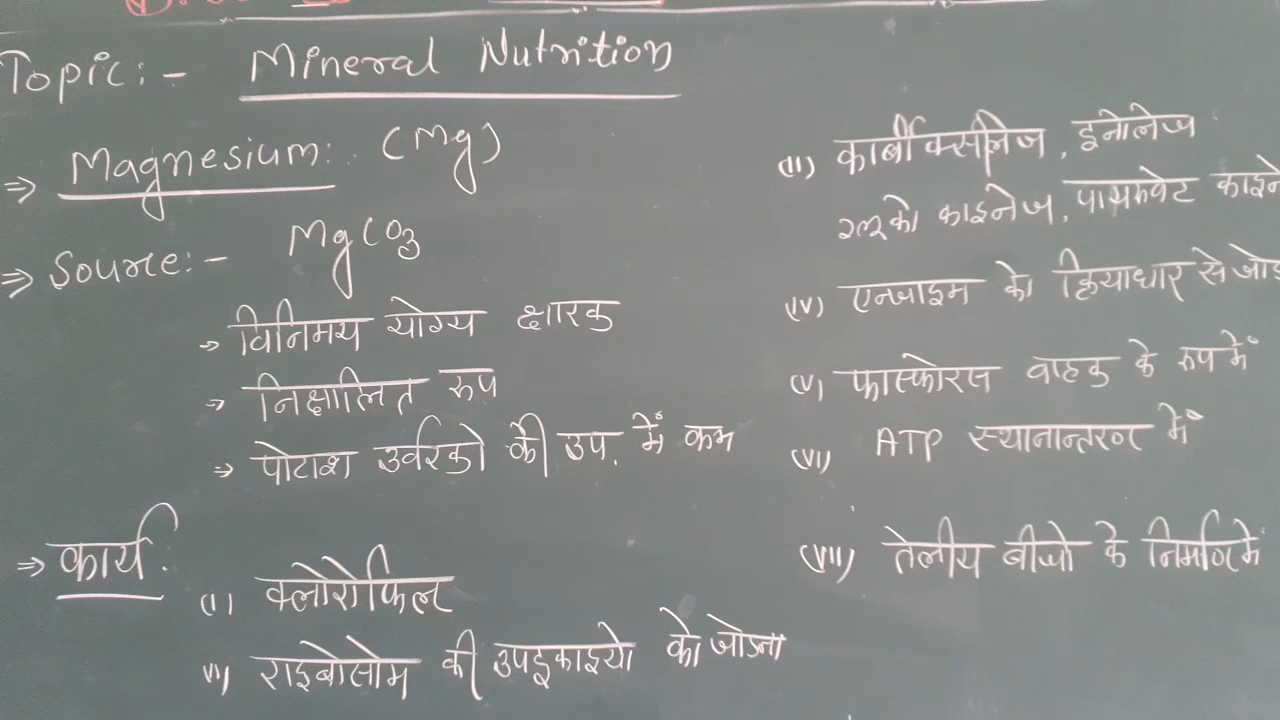 Topic:- Mineral Nutrition
⇒ Magnesium: (Mg)
⇒ Source:- MgCO3
→ विनिमय योग्य क्षारक
→ निक्षालित रूप
→ पोटाश उर्वरको की उप. में कम
⇒ कार्य:
(I) क्लोरोफिल
(II) राइबोसोम की उपइकाइयो को जोडना
(III) कार्बोक्सीलेज, इनोलेज
ग्लूको काइनेज, पायरुवेट काइने
(IV) एन्जाइम को क्रियाधार से जोड
(V) फास्फोरस वाहक के रूप में
(VI) ATP स्थानान्तरण में
(VII) तेलीय बीजो के निर्माण में